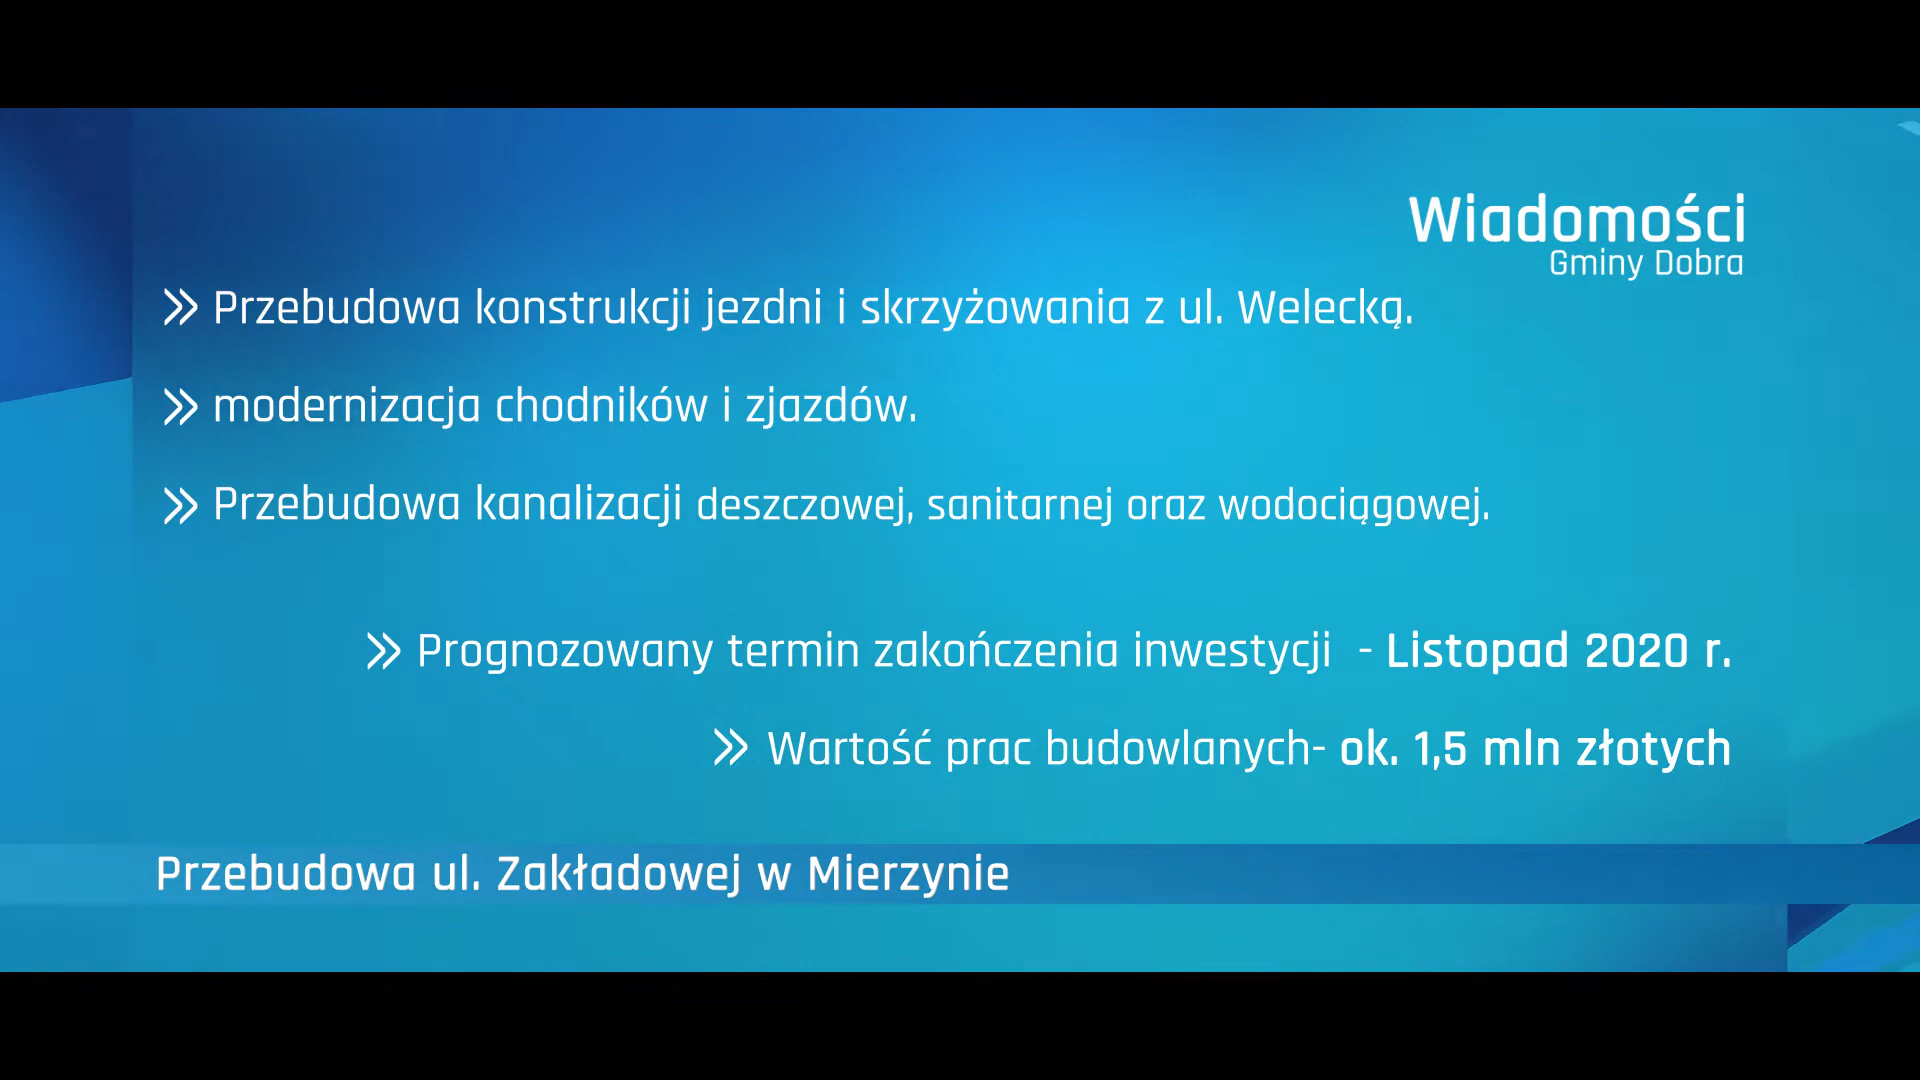 Wiadomości
Gminy Dobra
» Przebudowa konstrukcji jezdni i skrzyżowania z ul. Welecką.
» modernizacja chodników i zjazdów.
» Przebudowa kanalizacji deszczowej, sanitarnej oraz wodociągowej.
» Prognozowany termin zakończenia inwestycji - Listopad 2020 r.
» Wartość prac budowlanych- ok. 1,5 mln złotych
Przebudowa ul. Zakładowej w Mierzynie